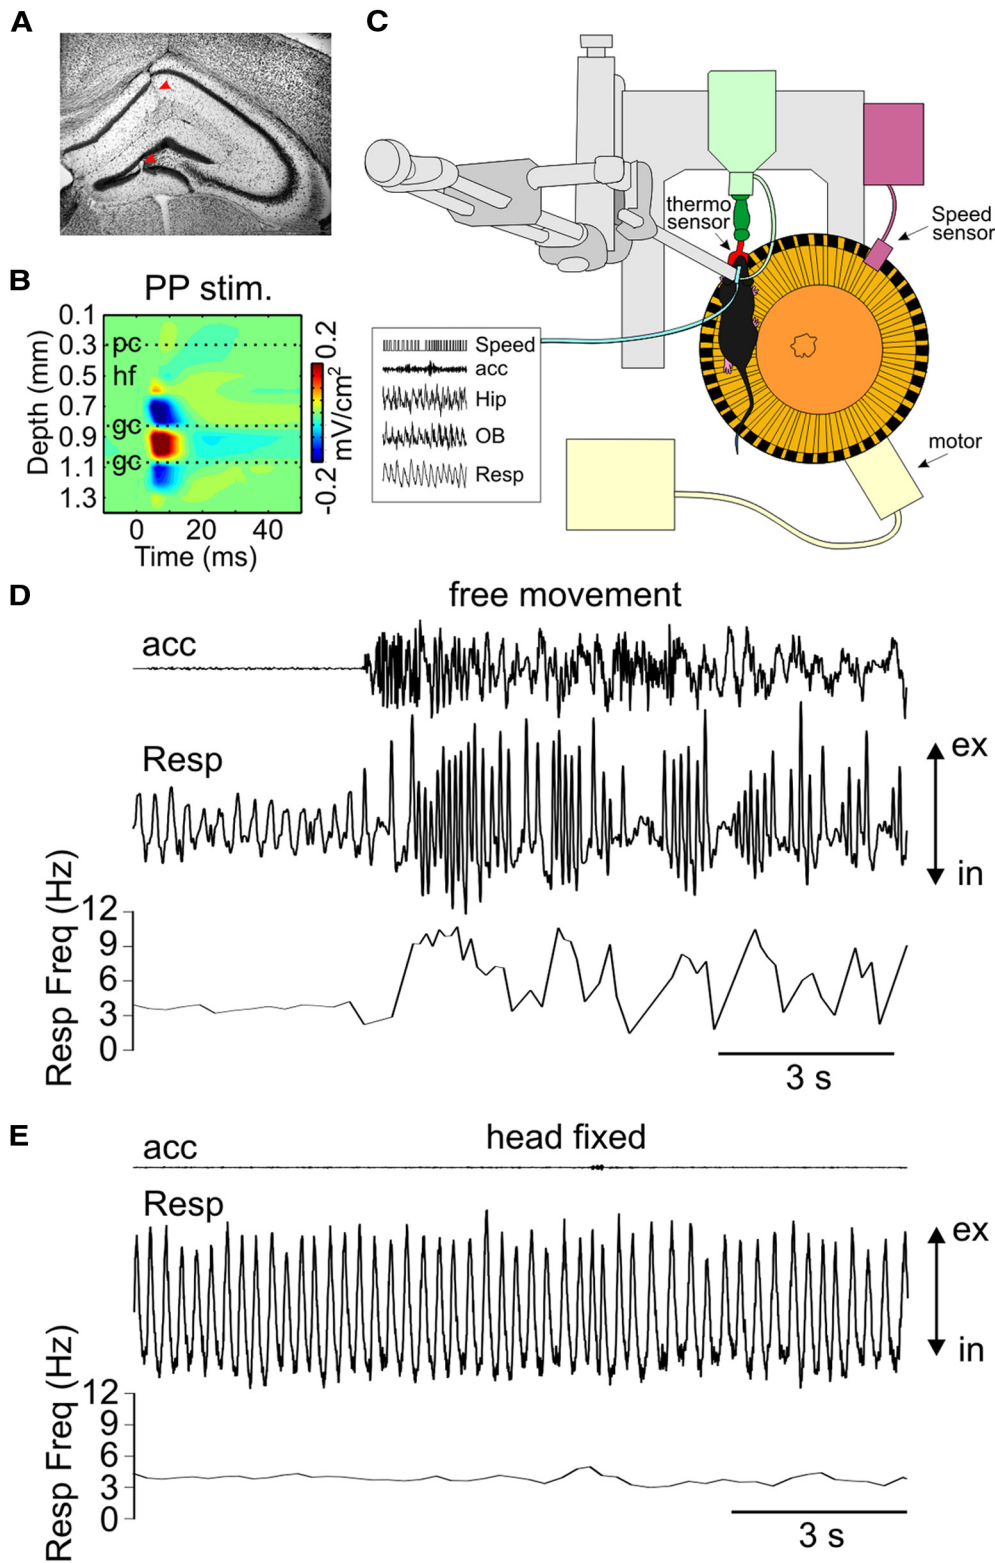 A
C
thermo
sensor
Speed
sensor
B
PP stim.
0.1
0.3
0.5
0.7
0.9
1.1
1.3
Depth (mm)
pc
hf
gc
gc
0 20 40
Time (ms)
-0.2 mV/cm² 0.2
Speed
acc
Hip
OB
Resp
motor
D
free movement
acc
Resp
ex
in
Resp Freq (Hz)
12
9
6
3
0
3 s
E
head fixed
acc
Resp
ex
in
Resp Freq (Hz)
12
9
6
3
0
3 s